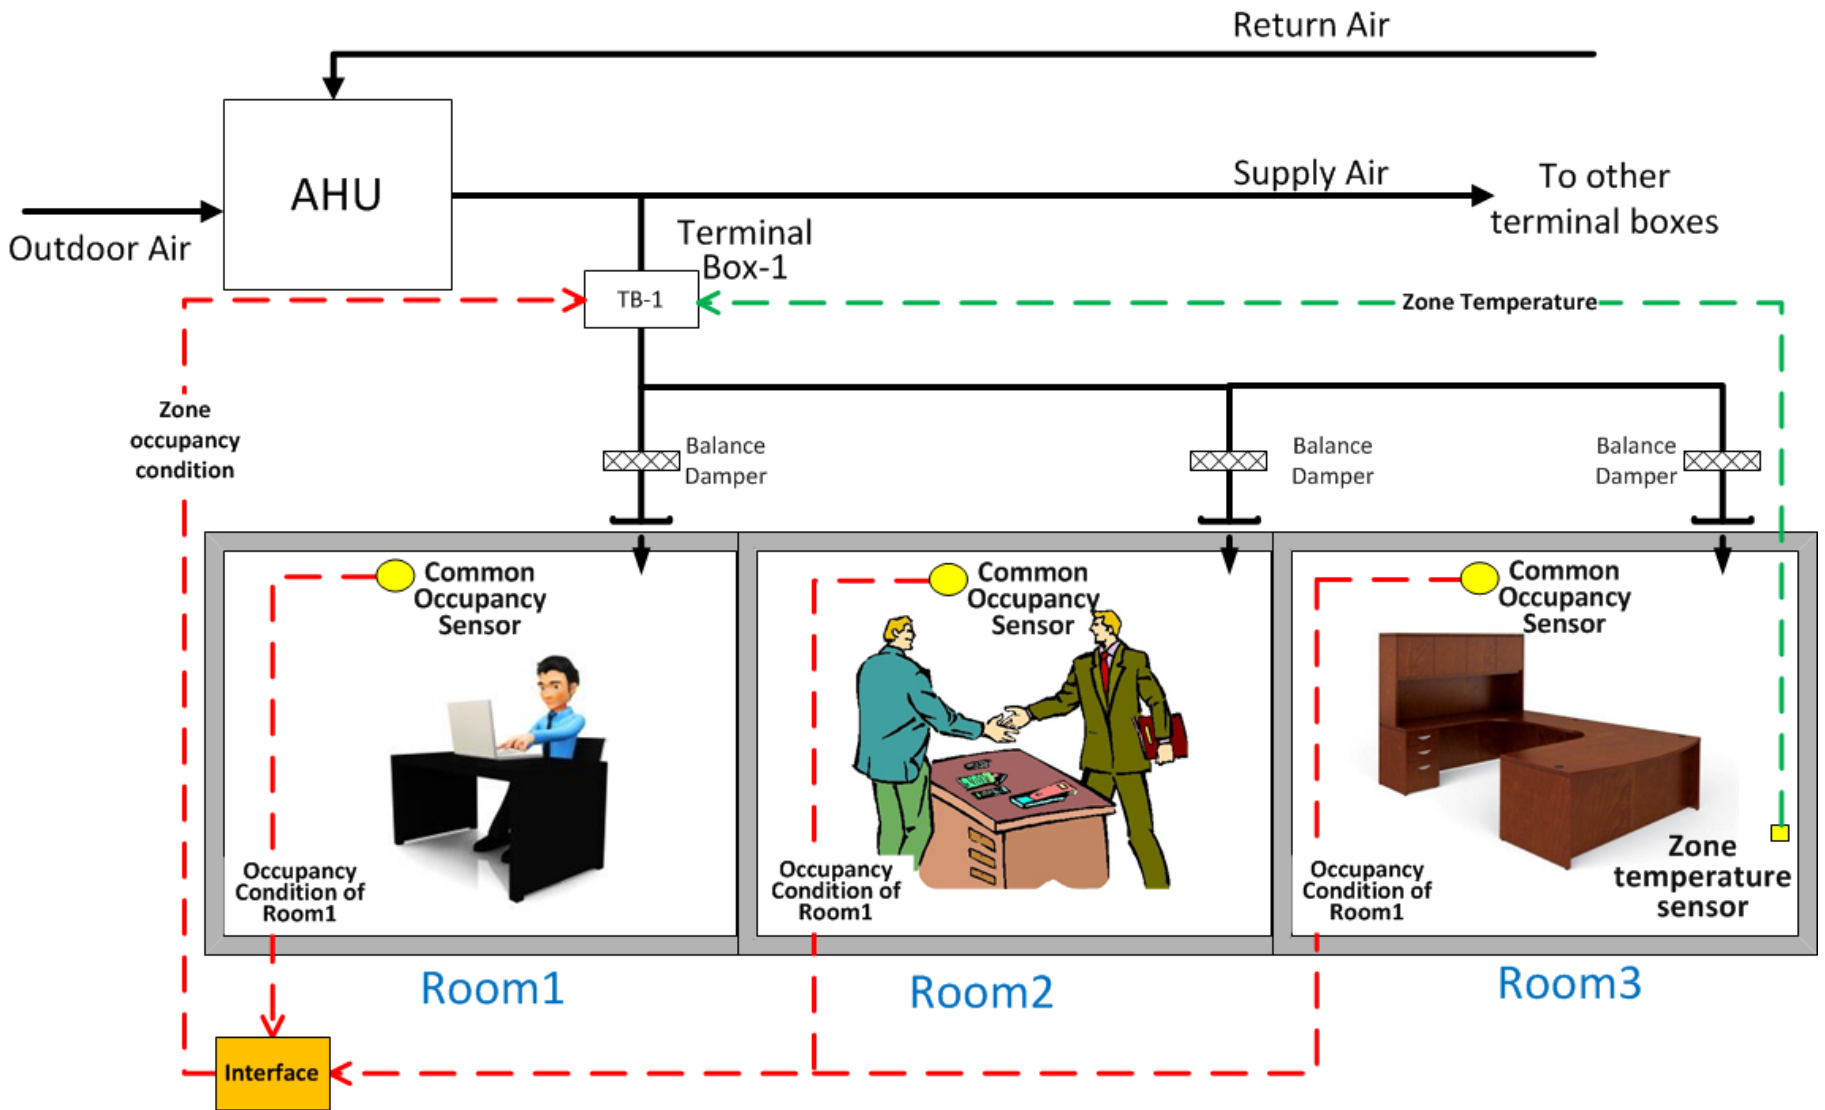 Return Air
AHU
Supply Air
To other
terminal boxes
Outdoor Air
Terminal
Box-1
TB-1
Zone Temperature
Zone
occupancy
condition
Balance
Damper
Balance
Damper
Balance
Damper
Common
Occupancy
Sensor
Common
Occupancy
Sensor
Common
Occupancy
Sensor
Occupancy
Condition of
Room1
Occupancy
Condition of
Room1
Occupancy
Condition of
Room1
Zone
temperature
sensor
Room1
Room2
Room3
Interface